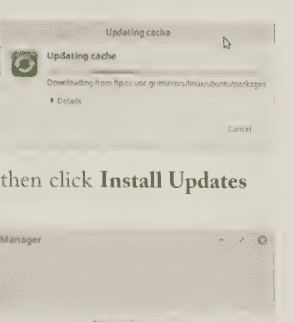 Updating cache
Updating cache
Downloading from ftp.cc.uoc.gr/mirrors/linux/ubuntu/packages
Details
Cancel
then click Install Updates
Manager